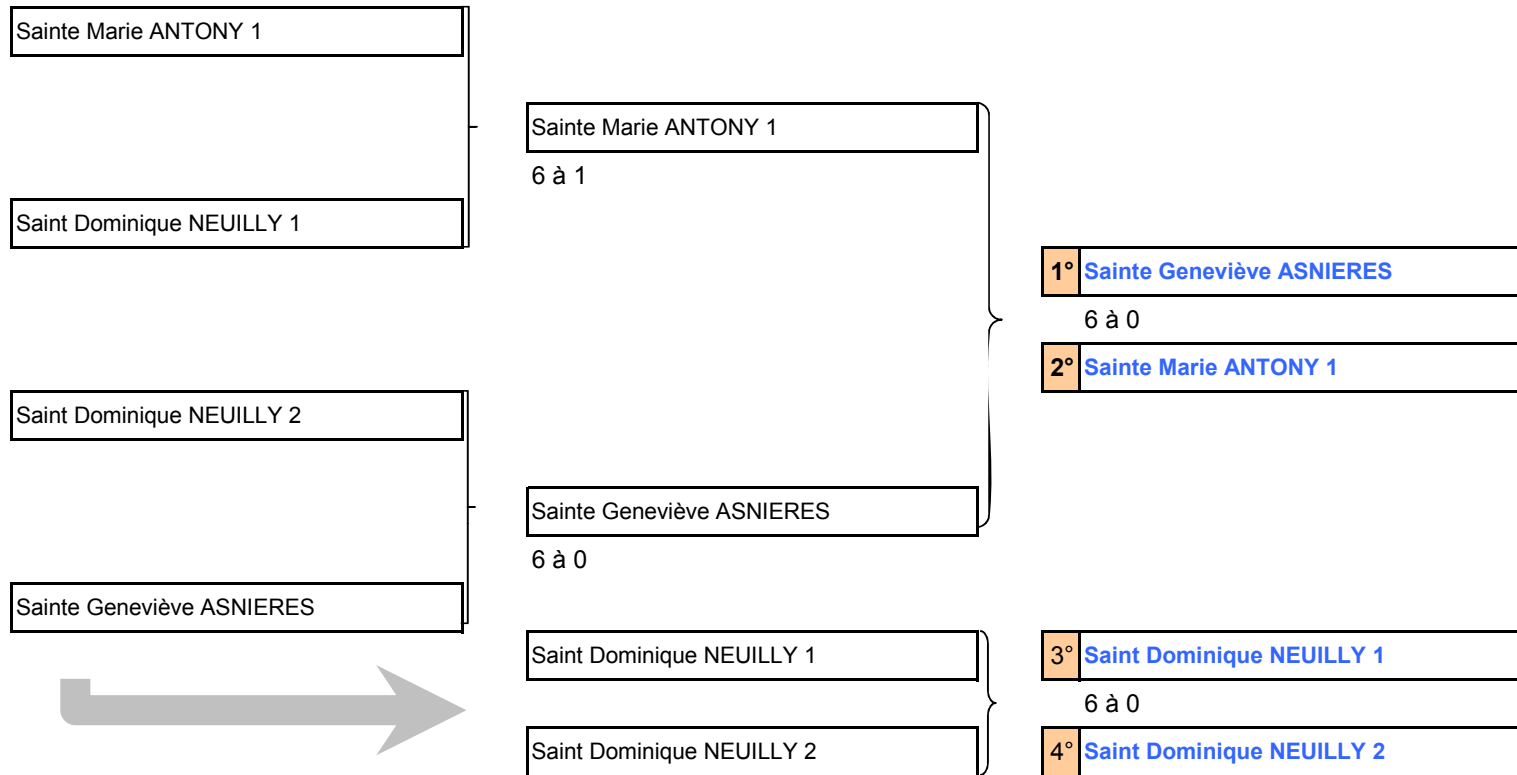 Sainte Marie ANTONY 1
Sainte Marie ANTONY 1
6 à 1
Saint Dominique NEUILLY 1
1° Sainte Geneviève ASNIERES
6 à 0
2° Sainte Marie ANTONY 1
Saint Dominique NEUILLY 2
Sainte Geneviève ASNIERES
6 à 0
Sainte Geneviève ASNIERES
Saint Dominique NEUILLY 1
3° Saint Dominique NEUILLY 1
6 à 0
Saint Dominique NEUILLY 2
4° Saint Dominique NEUILLY 2